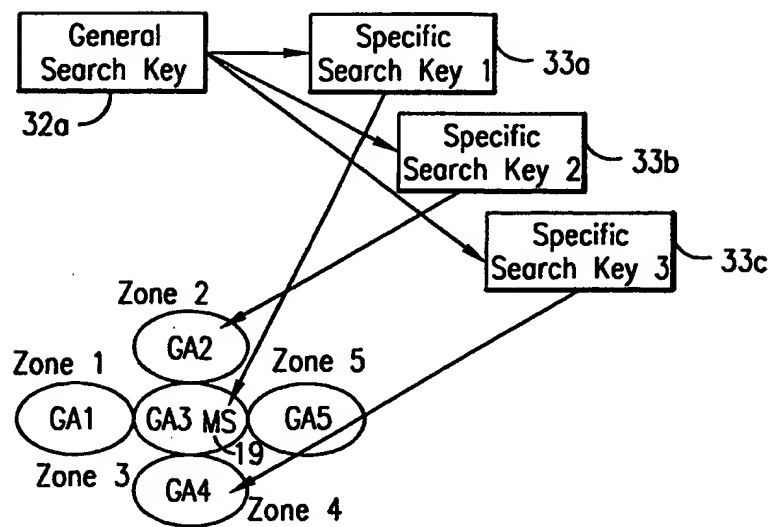 General
Search Key
32a
Specific
Search Key 1
33a
Specific
Search Key 2
33b
Specific
Search Key 3
33c
Zone 2
GA2
Zone 1
Zone 5
GA1
GA3
MS
19
GA5
Zone 3
GA4
Zone 4